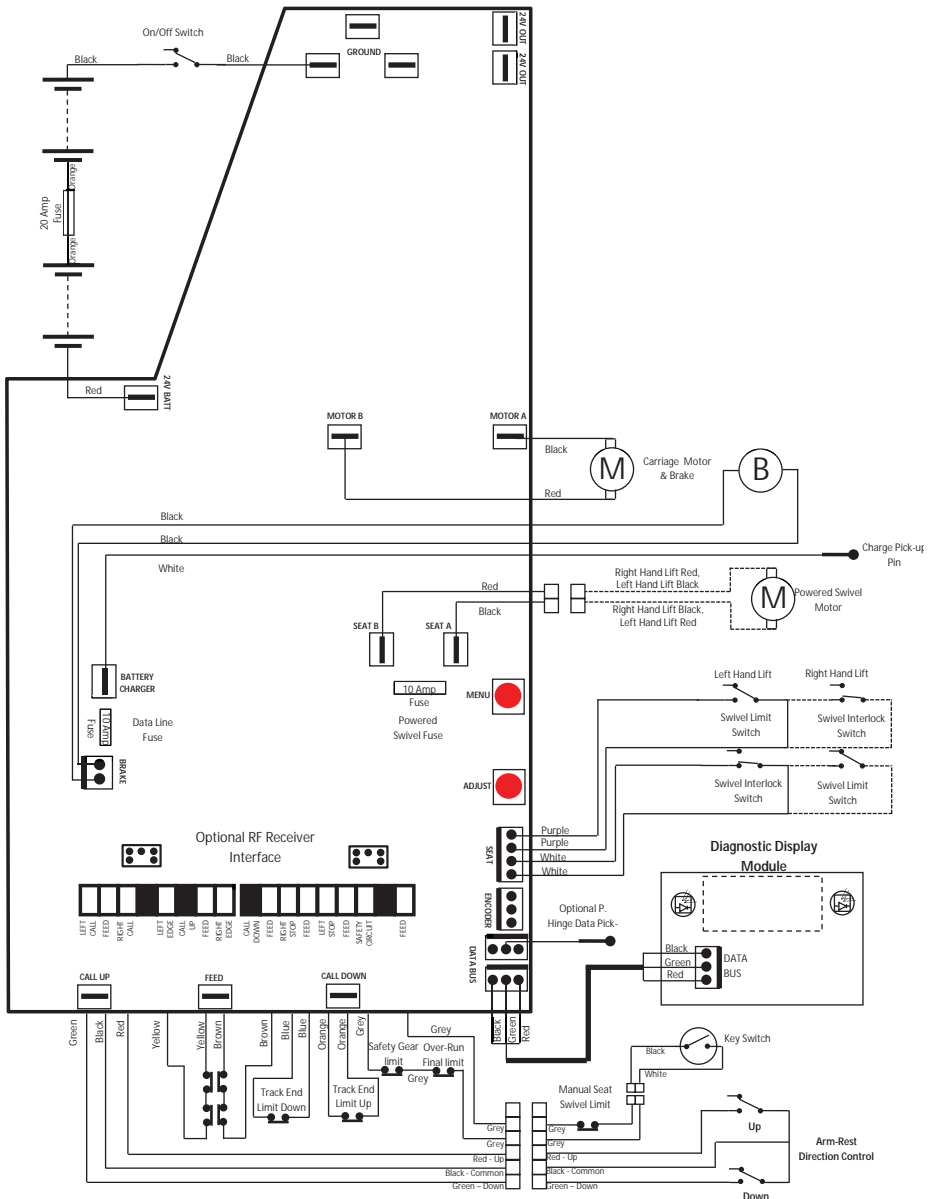 On/Off Switch
Black
Black
GROUND
24V OUT
24V OUT
Orange
20 Amp
Fuse
Orange
Red
24V BATT
MOTOR B
MOTOR A
Black
Red
M
Carriage Motor
& Brake
B
Black
Black
White
Charge Pick-up
Pin
Red
Black
Right Hand Lift Red,
Left Hand Lift Black
Right Hand Lift Black,
Left Hand Lift Red
M
Powered Swivel
Motor
SEAT B
SEAT A
BATTERY
CHARGER
10 Amp
Fuse
Powered
Swivel Fuse
MENU
10 Amp
Fuse
Data Line
Fuse
BRAKE
ADJUST
Left Hand Lift
Right Hand Lift
Swivel Limit
Switch
Swivel Interlock
Switch
Swivel Interlock
Switch
Swivel Limit
Switch
Optional RF Receiver
Interface
SEAT
Purple
Purple
White
White
ENCODER
DATA BUS
Optional P.
Hinge Data Pick-
Diagnostic Display
Module
Black
Green
Red
DATA
BUS
LEFT
CALL
FEED
RIGHT
CALL
LEFT
EDGE
CALL
UP
FEED
RIGHT
EDGE
CALL
DOWN
FEED
RIGHT
STOP
FEED
LEFT
STOP
FEED
SAFETY
CIRCUIT
FEED
CALL UP
FEED
CALL DOWN
Green
Black
Red
Yellow
Yellow
Brown
Brown
Blue
Blue
Orange
Orange
Grey
Grey
Black
Green
Red
Safety Gear
limit
Over-Run
Final limit
Grey
Track End
Limit Down
Track End
Limit Up
Key Switch
Black
White
Manual Seat
Swivel Limit
Grey
Grey
Red - Up
Black - Common
Green – Down
Grey
Grey
Red - Up
Black - Common
Green – Down
Up
Arm-Rest
Direction Control
Down